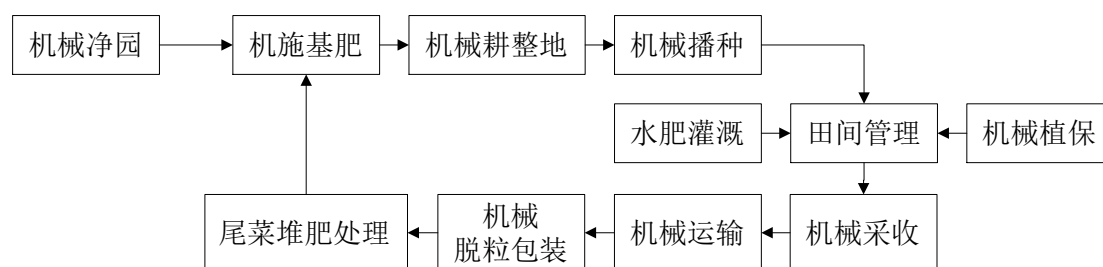 机械净园
机施基肥
机械耕整地
机械播种
水肥灌溉
田间管理
机械植保
尾菜堆肥处理
机械
脱粒包装
机械运输
机械采收